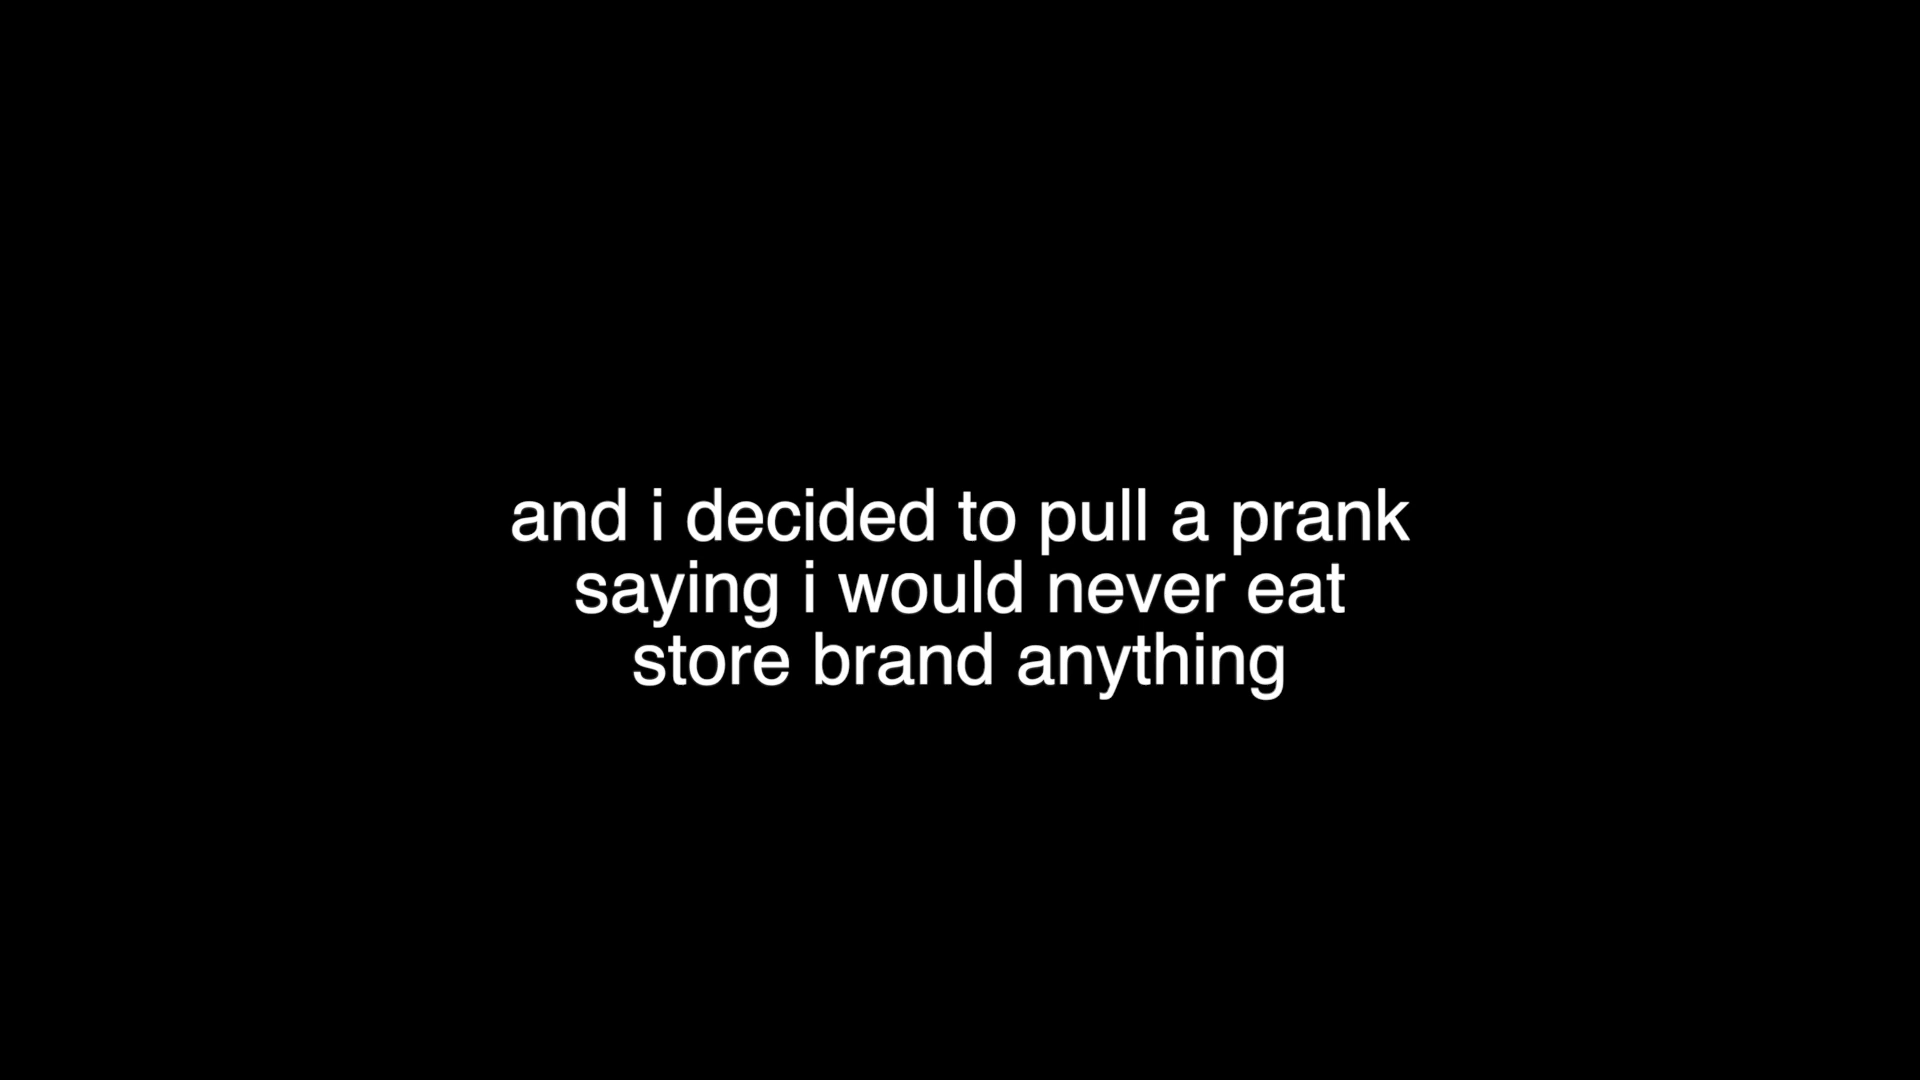 and i decided to pull a prank
saying i would never eat
store brand anything